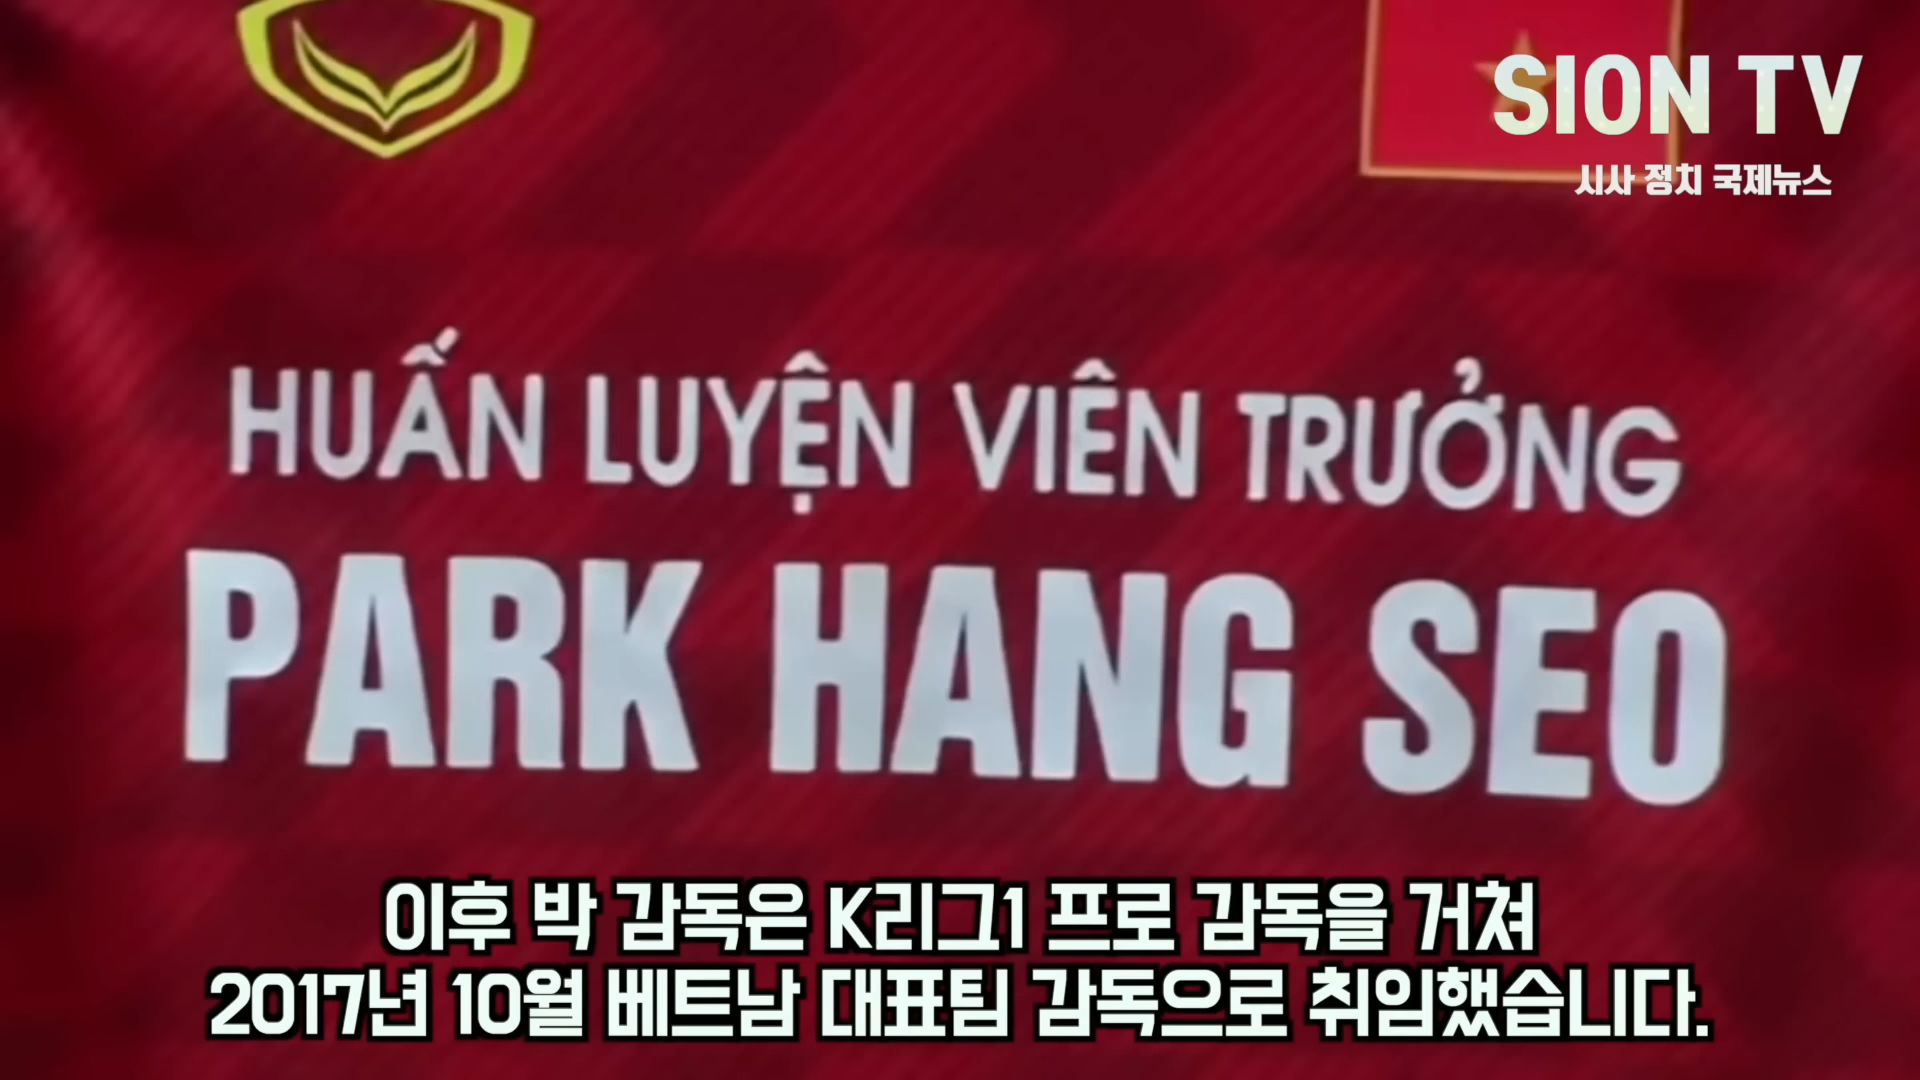 SION TV
시사 정치 국제뉴스
HUẤN LUYỆN VIÊN TRƯỞNG
PARK HANG SEO
이후 박 감독은 K리그1 프로 감독을 거쳐
2017년 10월 베트남 대표팀 감독으로 취임했습니다.